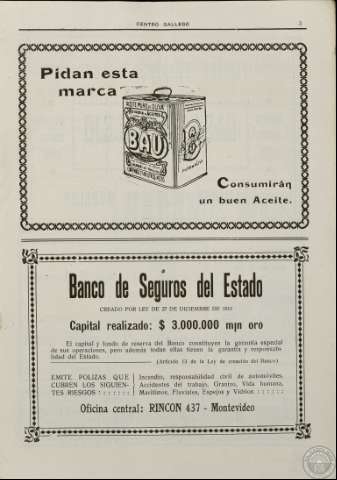 CENTRO GALLEGO 3
Pidan esta
marca
BAU
Consumirán
un buen Aceite.
Banco de Seguros del Estado
CREADO POR LEY DE 27 DE DICIEMBRE DE 1911
Capital realizado: $ 3.000.000 m|n oro
El capital y fondo de reserva del Banco constituyen la garantía especial
de sus operaciones, pero además todas ellas tienen la garantía y responsabi-
lidad del Estado.
(Artículo 13 de la Ley de creación del Banco)
EMITE POLIZAS QUE
CUBREN LOS SIGUIEN-
TES RIESGOS : : : : : :
Incendio, responsabilidad civil de automóviles,
Accidentes del trabajo, Granizo, Vida humana,
Marítimos, Fluviales, Espejos y Vidrios : : : : : :
Oficina central: RINCON 437 - Montevideo